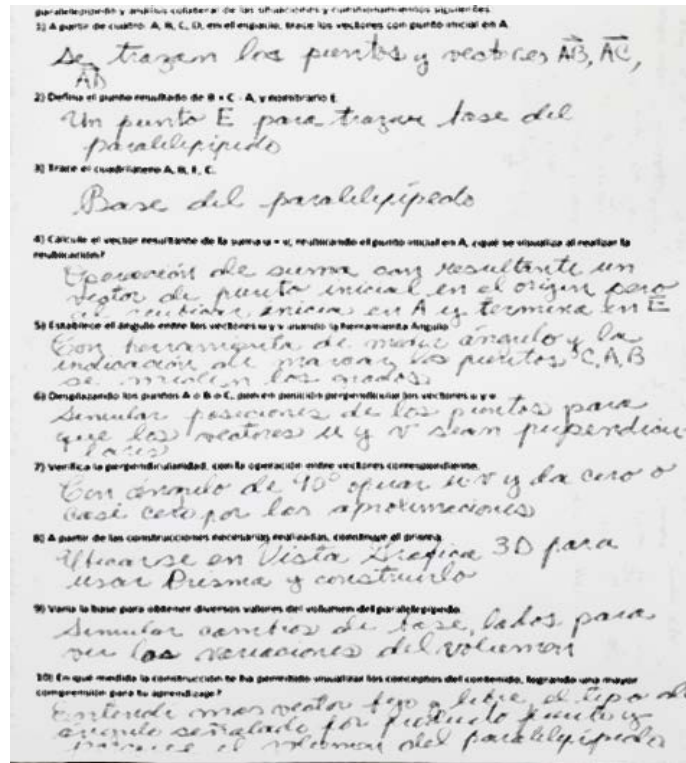 paralelepípedo y análisis colateral de las situaciones y cuestionamientos siguientes.
1) A partir de cuatro: A, B, C, D, en el espacio, trace los vectores con punto inicial en A.
Se trazan los puntos y vectores AB, AC,
AD
2) Defina el punto resultado de B + C - A, y nombrarlo E.
Un punto E para trazar base del
paralelipípedo
3) Trace el cuadrilátero A, B, E, C.
Base del paralelipípedo
4) Calcule el vector resultante de la suma u + v, reubicando el punto inicial en A, ¿qué se visualiza al realizar la
reubicación?
Operación de suma con resultante un
vector de punto inicial en el origen pero
al reubicar inicia en A y termina en E
5) Establece el ángulo entre los vectores u y v usando la herramienta Ángulo
Con herramienta de medir ángulo y la
indicación de marcar los puntos C, A, B
se miden los grados
6) Desplazando los puntos A o B o C, pon en posición perpendicular los vectores u y v
Simular posiciones de los puntos para
que los vectores u y v sean perpendicu
lares
7) Verifica la perpendicularidad, con la operación entre vectores correspondiente.
Con ángulo de 90° operar u·v y da cero o
casi cero por las aproximaciones
8) A partir de las construcciones necesarias realizadas, construye el prisma
Ubicarse en Vista Gráfica 3D para
usar Prisma y construirlo
9) Varía la base para obtener diversos valores del volumen del paralelepípedo.
Simular cambios de base, lados para
ver las variaciones del volumen
10) En qué medida la construcción te ha permitido visualizar los conceptos del contenido, logrando una mayor
comprensión para tu aprendizaje?
Entendí mas vector fijo y libre, el tipo de
ángulo señalado por producto punto y
el volumen del paralelipípedo